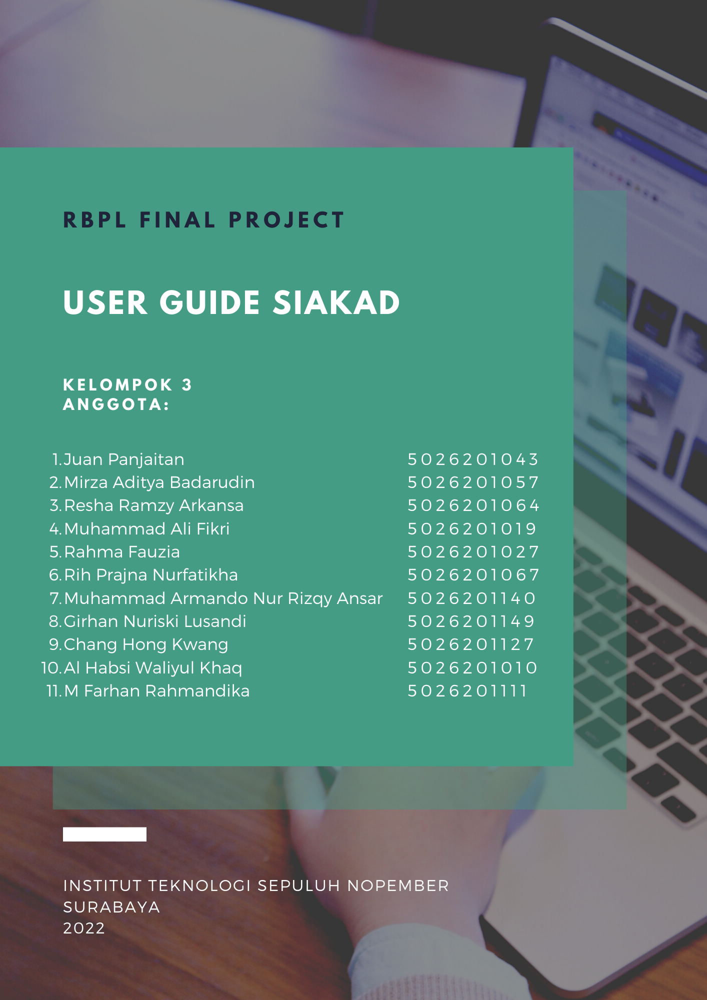 RBPL FINAL PROJECT
USER GUIDE SIAKAD
KELOMPOK 3
ANGGOTA:
1. Juan Panjaitan 5026201043
2. Mirza Aditya Badarudin 5026201057
3. Resha Ramzy Arkansa 5026201064
4. Muhammad Ali Fikri 5026201019
5. Rahma Fauzia 5026201027
6. Rih Prajna Nurfatikha 5026201067
7. Muhammad Armando Nur Rizqy Ansar 5026201140
8. Girhan Nuriski Lusandi 5026201149
9. Chang Hong Kwang 5026201127
10. Al Habsi Waliyul Khaq 5026201010
11. M Farhan Rahmandika 5026201111
INSTITUT TEKNOLOGI SEPULUH NOPEMBER
SURABAYA
2022